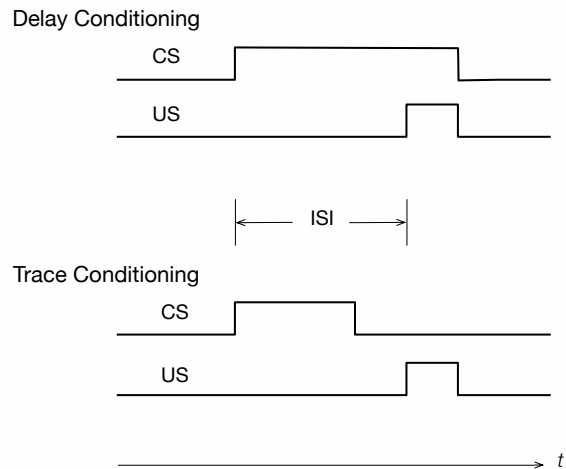 Delay Conditioning
CS
US
ISI
Trace Conditioning
CS
US
t